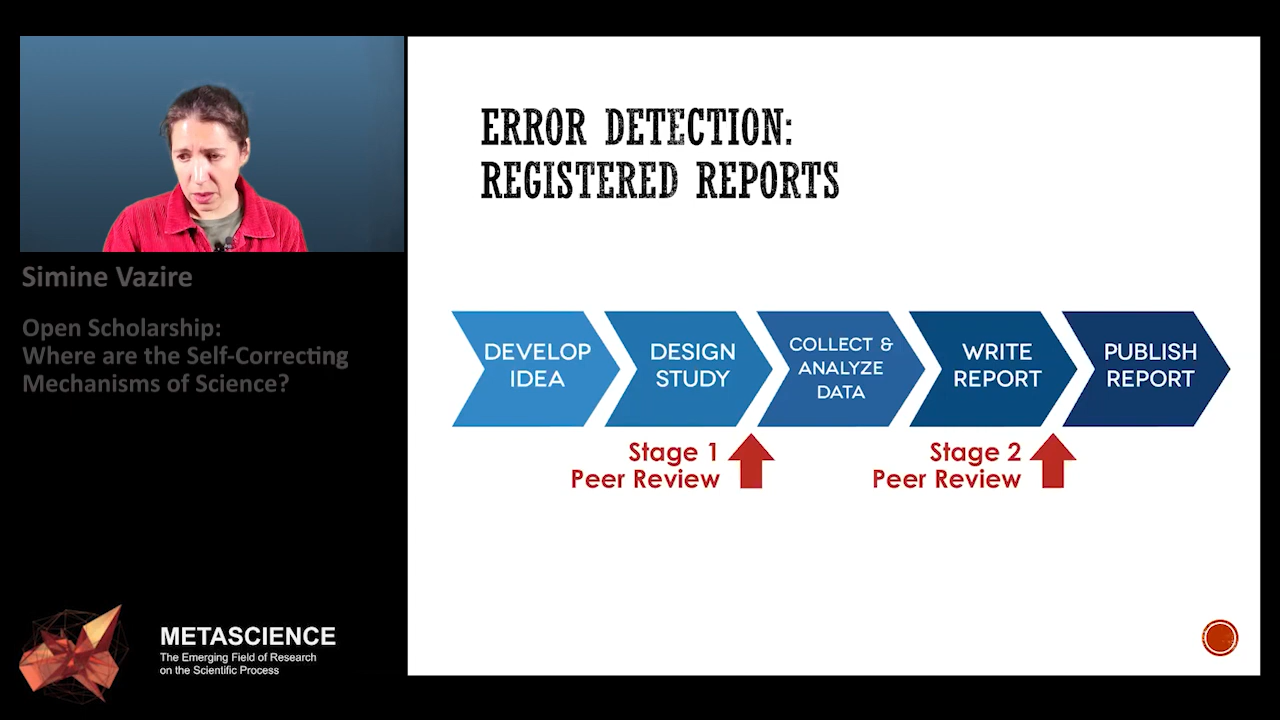 Simine Vazire
Open Scholarship:
Where are the Self-Correcting
Mechanisms of Science?
METASCIENCE
The Emerging Field of Research
on the Scientific Process
ERROR DETECTION:
REGISTERED REPORTS
DEVELOP
IDEA
DESIGN
STUDY
COLLECT &
ANALYZE
DATA
WRITE
REPORT
PUBLISH
REPORT
Stage 1
Peer Review
Stage 2
Peer Review